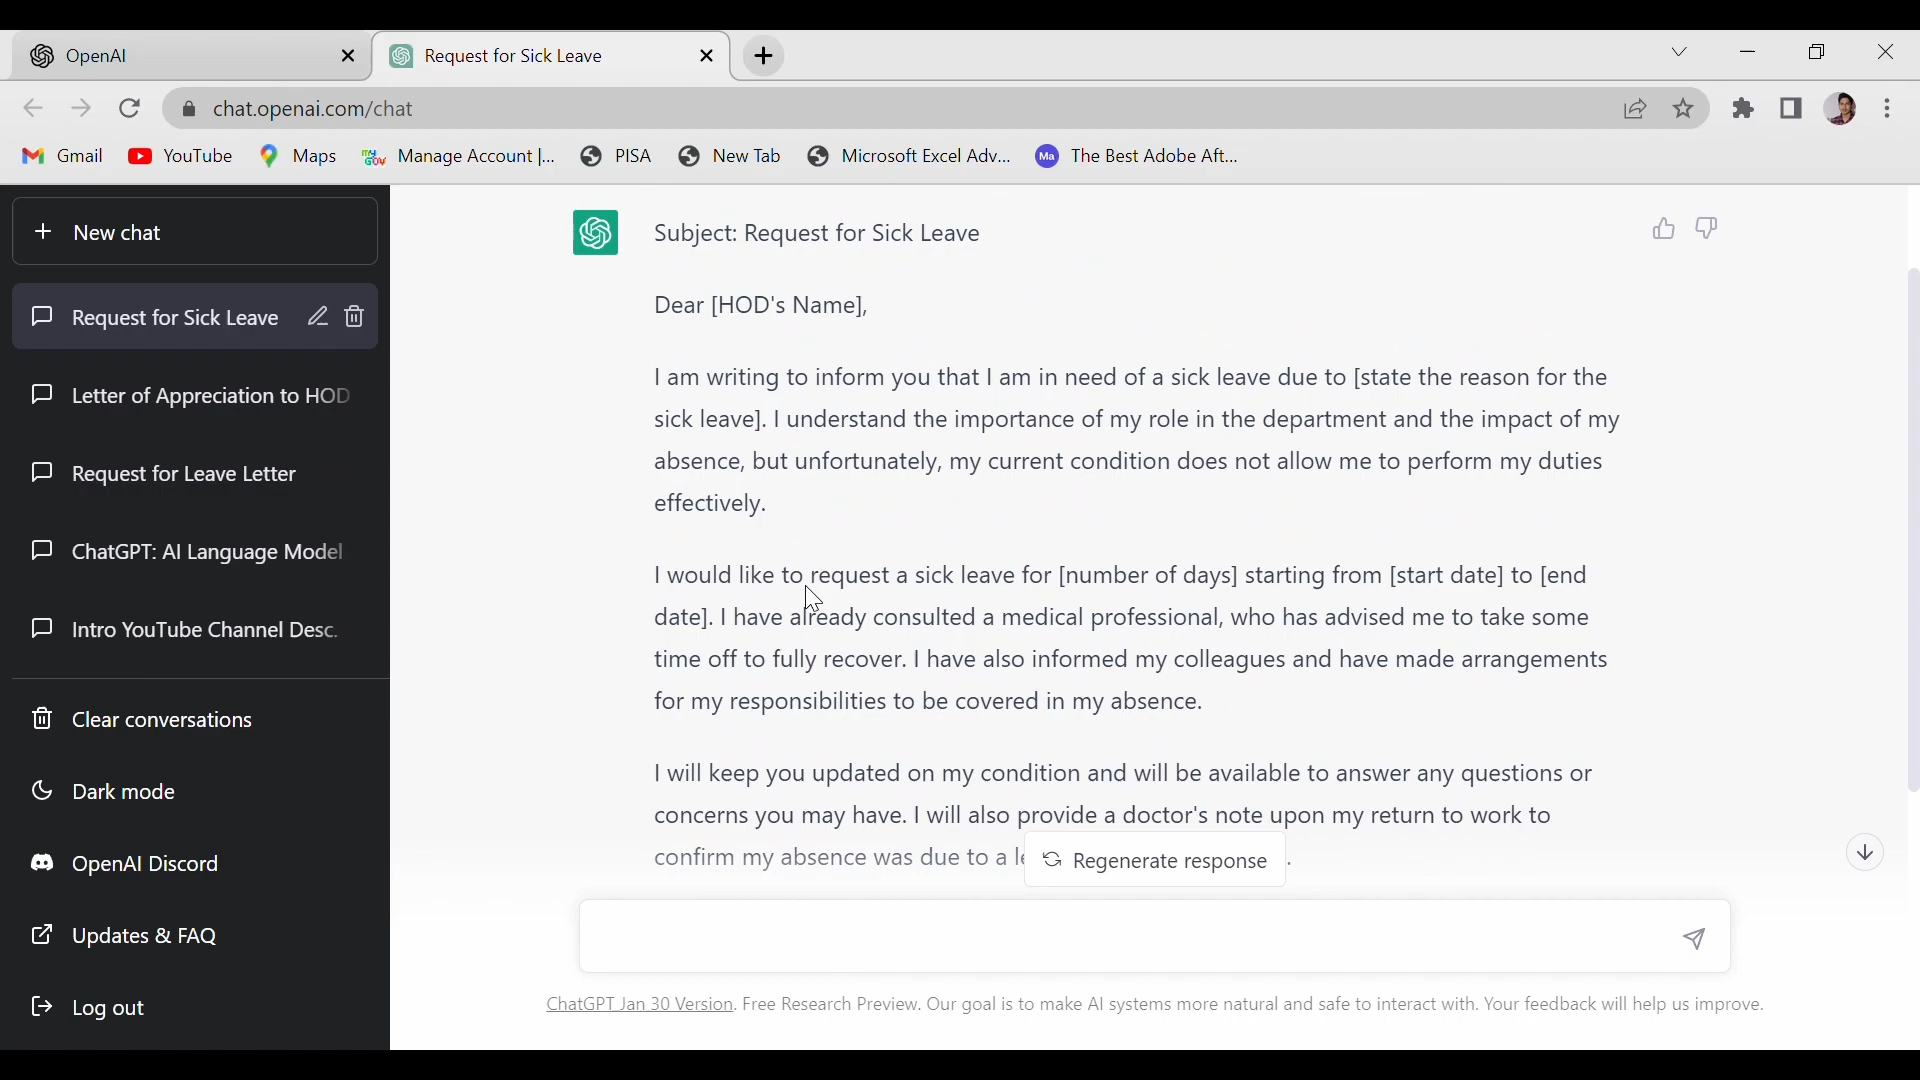 OpenAI
Request for Sick Leave
chat.openai.com/chat
Gmail
YouTube
Maps
my GOV
Manage Account |...
PISA
New Tab
Microsoft Excel Adv...
Ma
The Best Adobe Aft...
New chat
Request for Sick Leave
Letter of Appreciation to HOD
Request for Leave Letter
ChatGPT: AI Language Model
Intro YouTube Channel Desc.
Clear conversations
Dark mode
OpenAI Discord
Updates & FAQ
Log out
Subject: Request for Sick Leave
Dear [HOD's Name],
I am writing to inform you that I am in need of a sick leave due to [state the reason for the
sick leave]. I understand the importance of my role in the department and the impact of my
absence, but unfortunately, my current condition does not allow me to perform my duties
effectively.
I would like to request a sick leave for [number of days] starting from [start date] to [end
date]. I have already consulted a medical professional, who has advised me to take some
time off to fully recover. I have also informed my colleagues and have made arrangements
for my responsibilities to be covered in my absence.
I will keep you updated on my condition and will be available to answer any questions or
concerns you may have. I will also provide a doctor's note upon my return to work to
confirm my absence was due to a
Regenerate response
ChatGPT Jan 30 Version. Free Research Preview. Our goal is to make AI systems more natural and safe to interact with. Your feedback will help us improve.